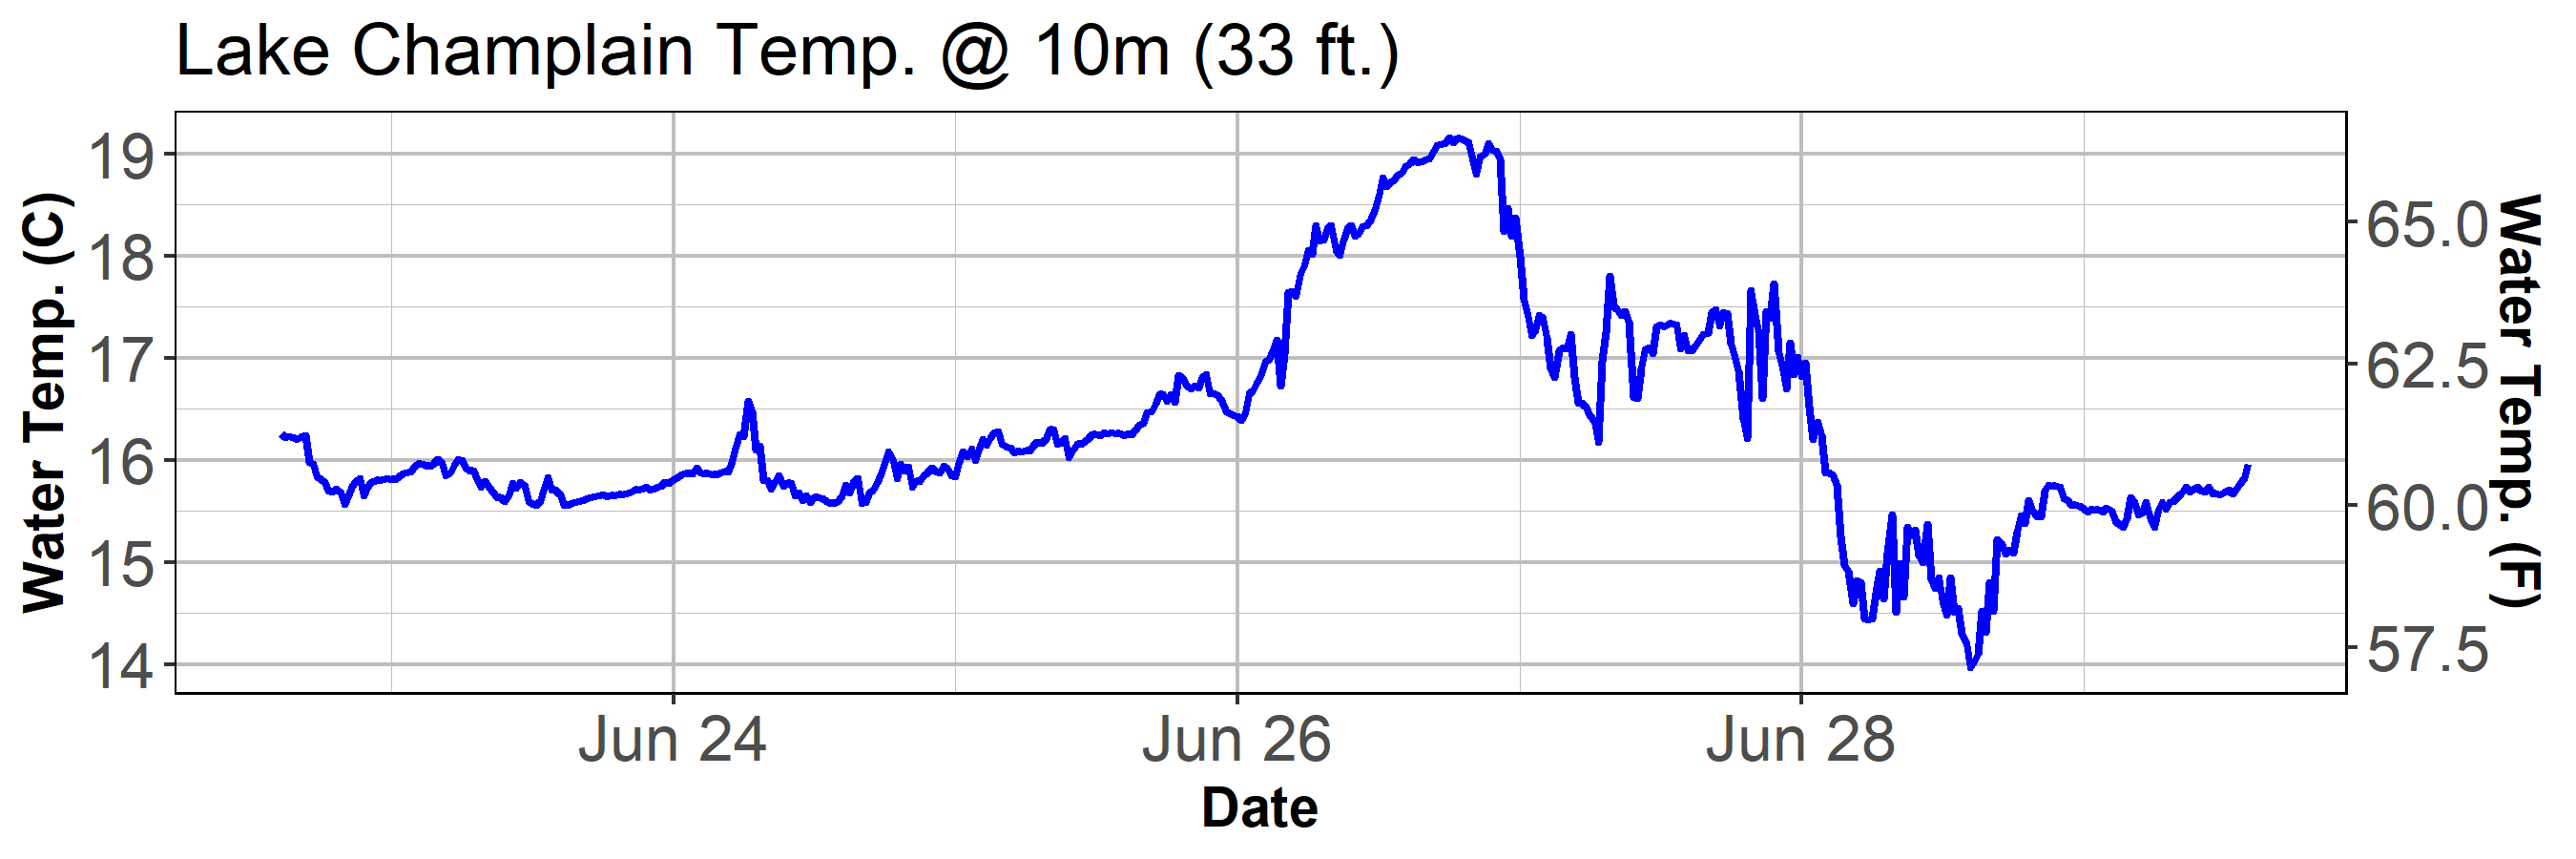 Lake Champlain Temp. @ 10m (33 ft.)
Water Temp. (C)
19
18
17
16
15
14
65.0
62.5
60.0
57.5
Water Temp. (F)
Jun 24
Jun 26
Jun 28
Date